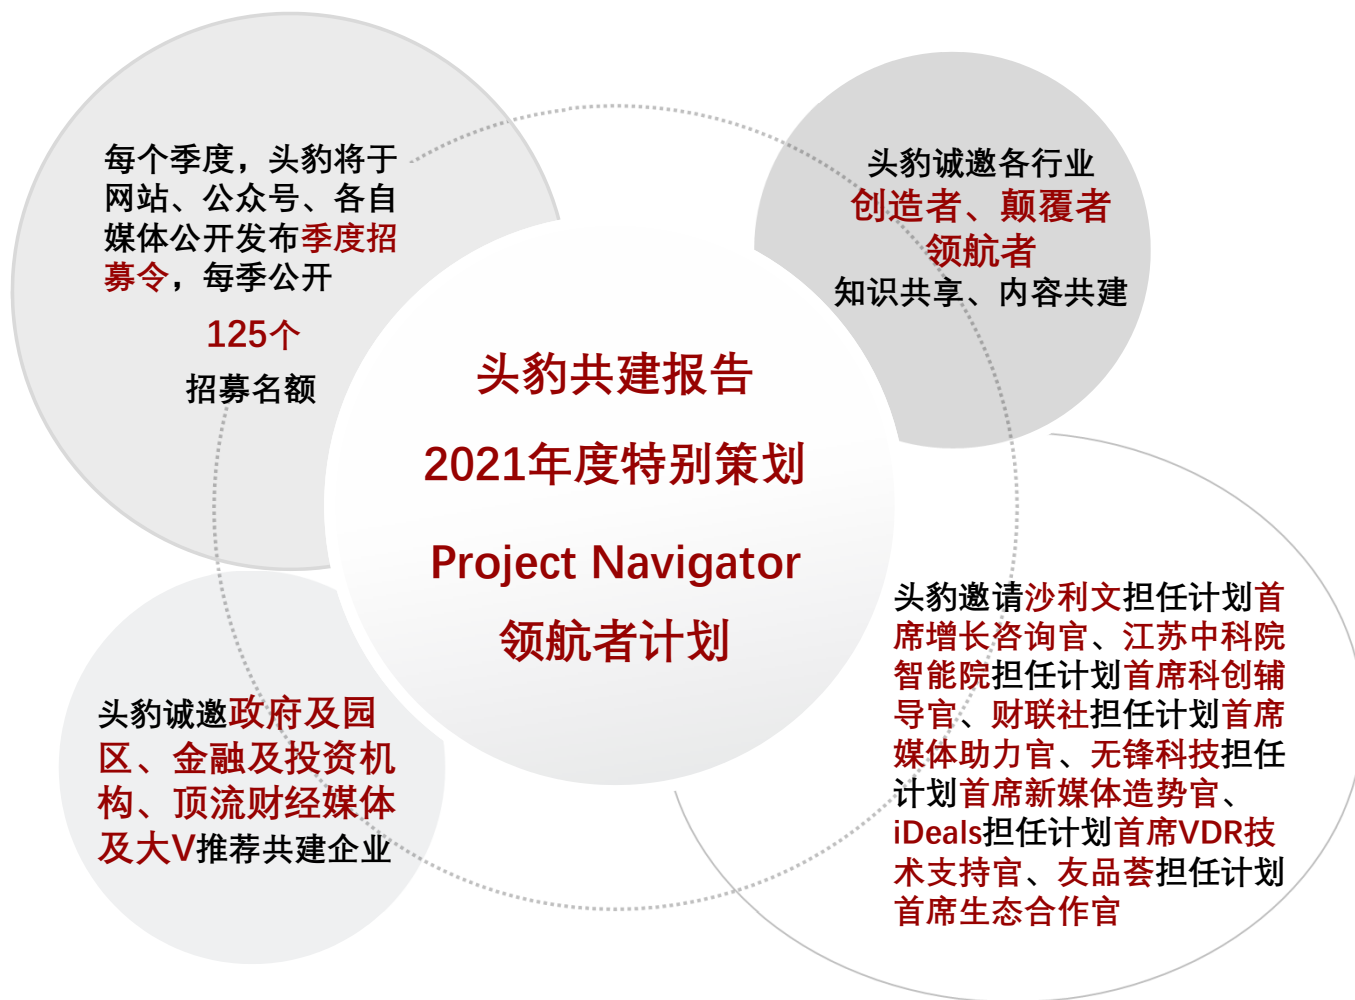 每个季度，头豹将于
网站、公众号、各自
媒体公开发布季度招
募令，每季公开
125个
招募名额
头豹诚邀各行业
创造者、颠覆者
领航者
知识共享、内容共建
头豹共建报告
2021年度特别策划
Project Navigator
领航者计划
头豹诚邀政府及园
区、金融及投资机
构、顶流财经媒体
及大V推荐共建企业
头豹邀请沙利文担任计划首
席增长咨询官、江苏中科院
智能院担任计划首席科创辅
导官、财联社担任计划首席
媒体助力官、无锋科技担任
计划首席新媒体造势官、
iDeals担任计划首席VDR技
术支持官、友品荟担任计划
首席生态合作官